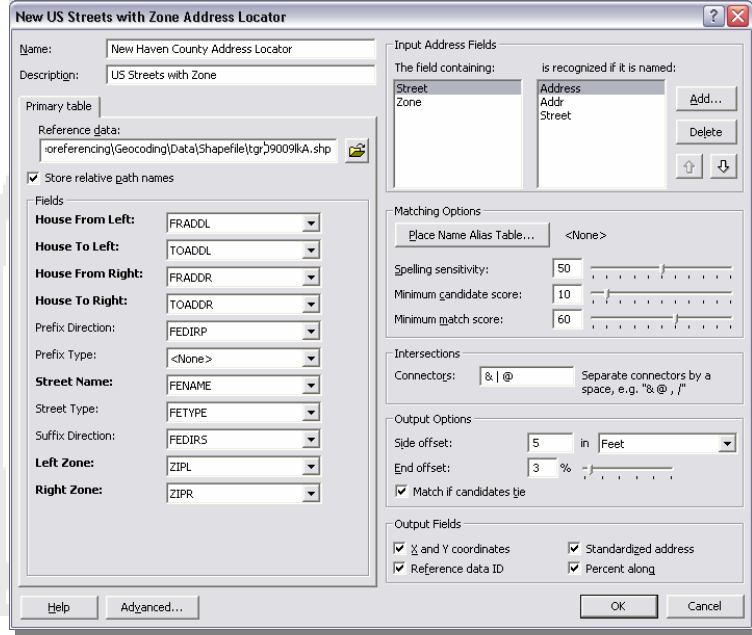 New US Streets with Zone Address Locator
Name: New Haven County Address Locator
Description: US Streets with Zone
Primary table
Reference data:
eoreferencing\Geocoding\Data\Shapefile\tgr09009lkA.shp
Store relative path names
Fields
House From Left: FRADDL
House To Left: TOADDL
House From Right: FRADDR
House To Right: TOADDR
Prefix Direction: FEDIRP
Prefix Type: <None>
Street Name: FENAME
Street Type: FETYPE
Suffix Direction: FEDIRS
Left Zone: ZIPL
Right Zone: ZIPR
Help
Advanced...
Input Address Fields
The field containing: is recognized if it is named:
Street
Zone
Address
Addr
Street
Add...
Delete
Matching Options
Place Name Alias Table... <None>
Spelling sensitivity: 50
Minimum candidate score: 10
Minimum match score: 60
Intersections
Connectors: & | @ Separate connectors by a
space, e.g. "& @ , /"
Output Options
Side offset: 5 in Feet
End offset: 3 %
Match if candidates tie
Output Fields
X and Y coordinates
Standardized address
Reference data ID
Percent along
OK
Cancel